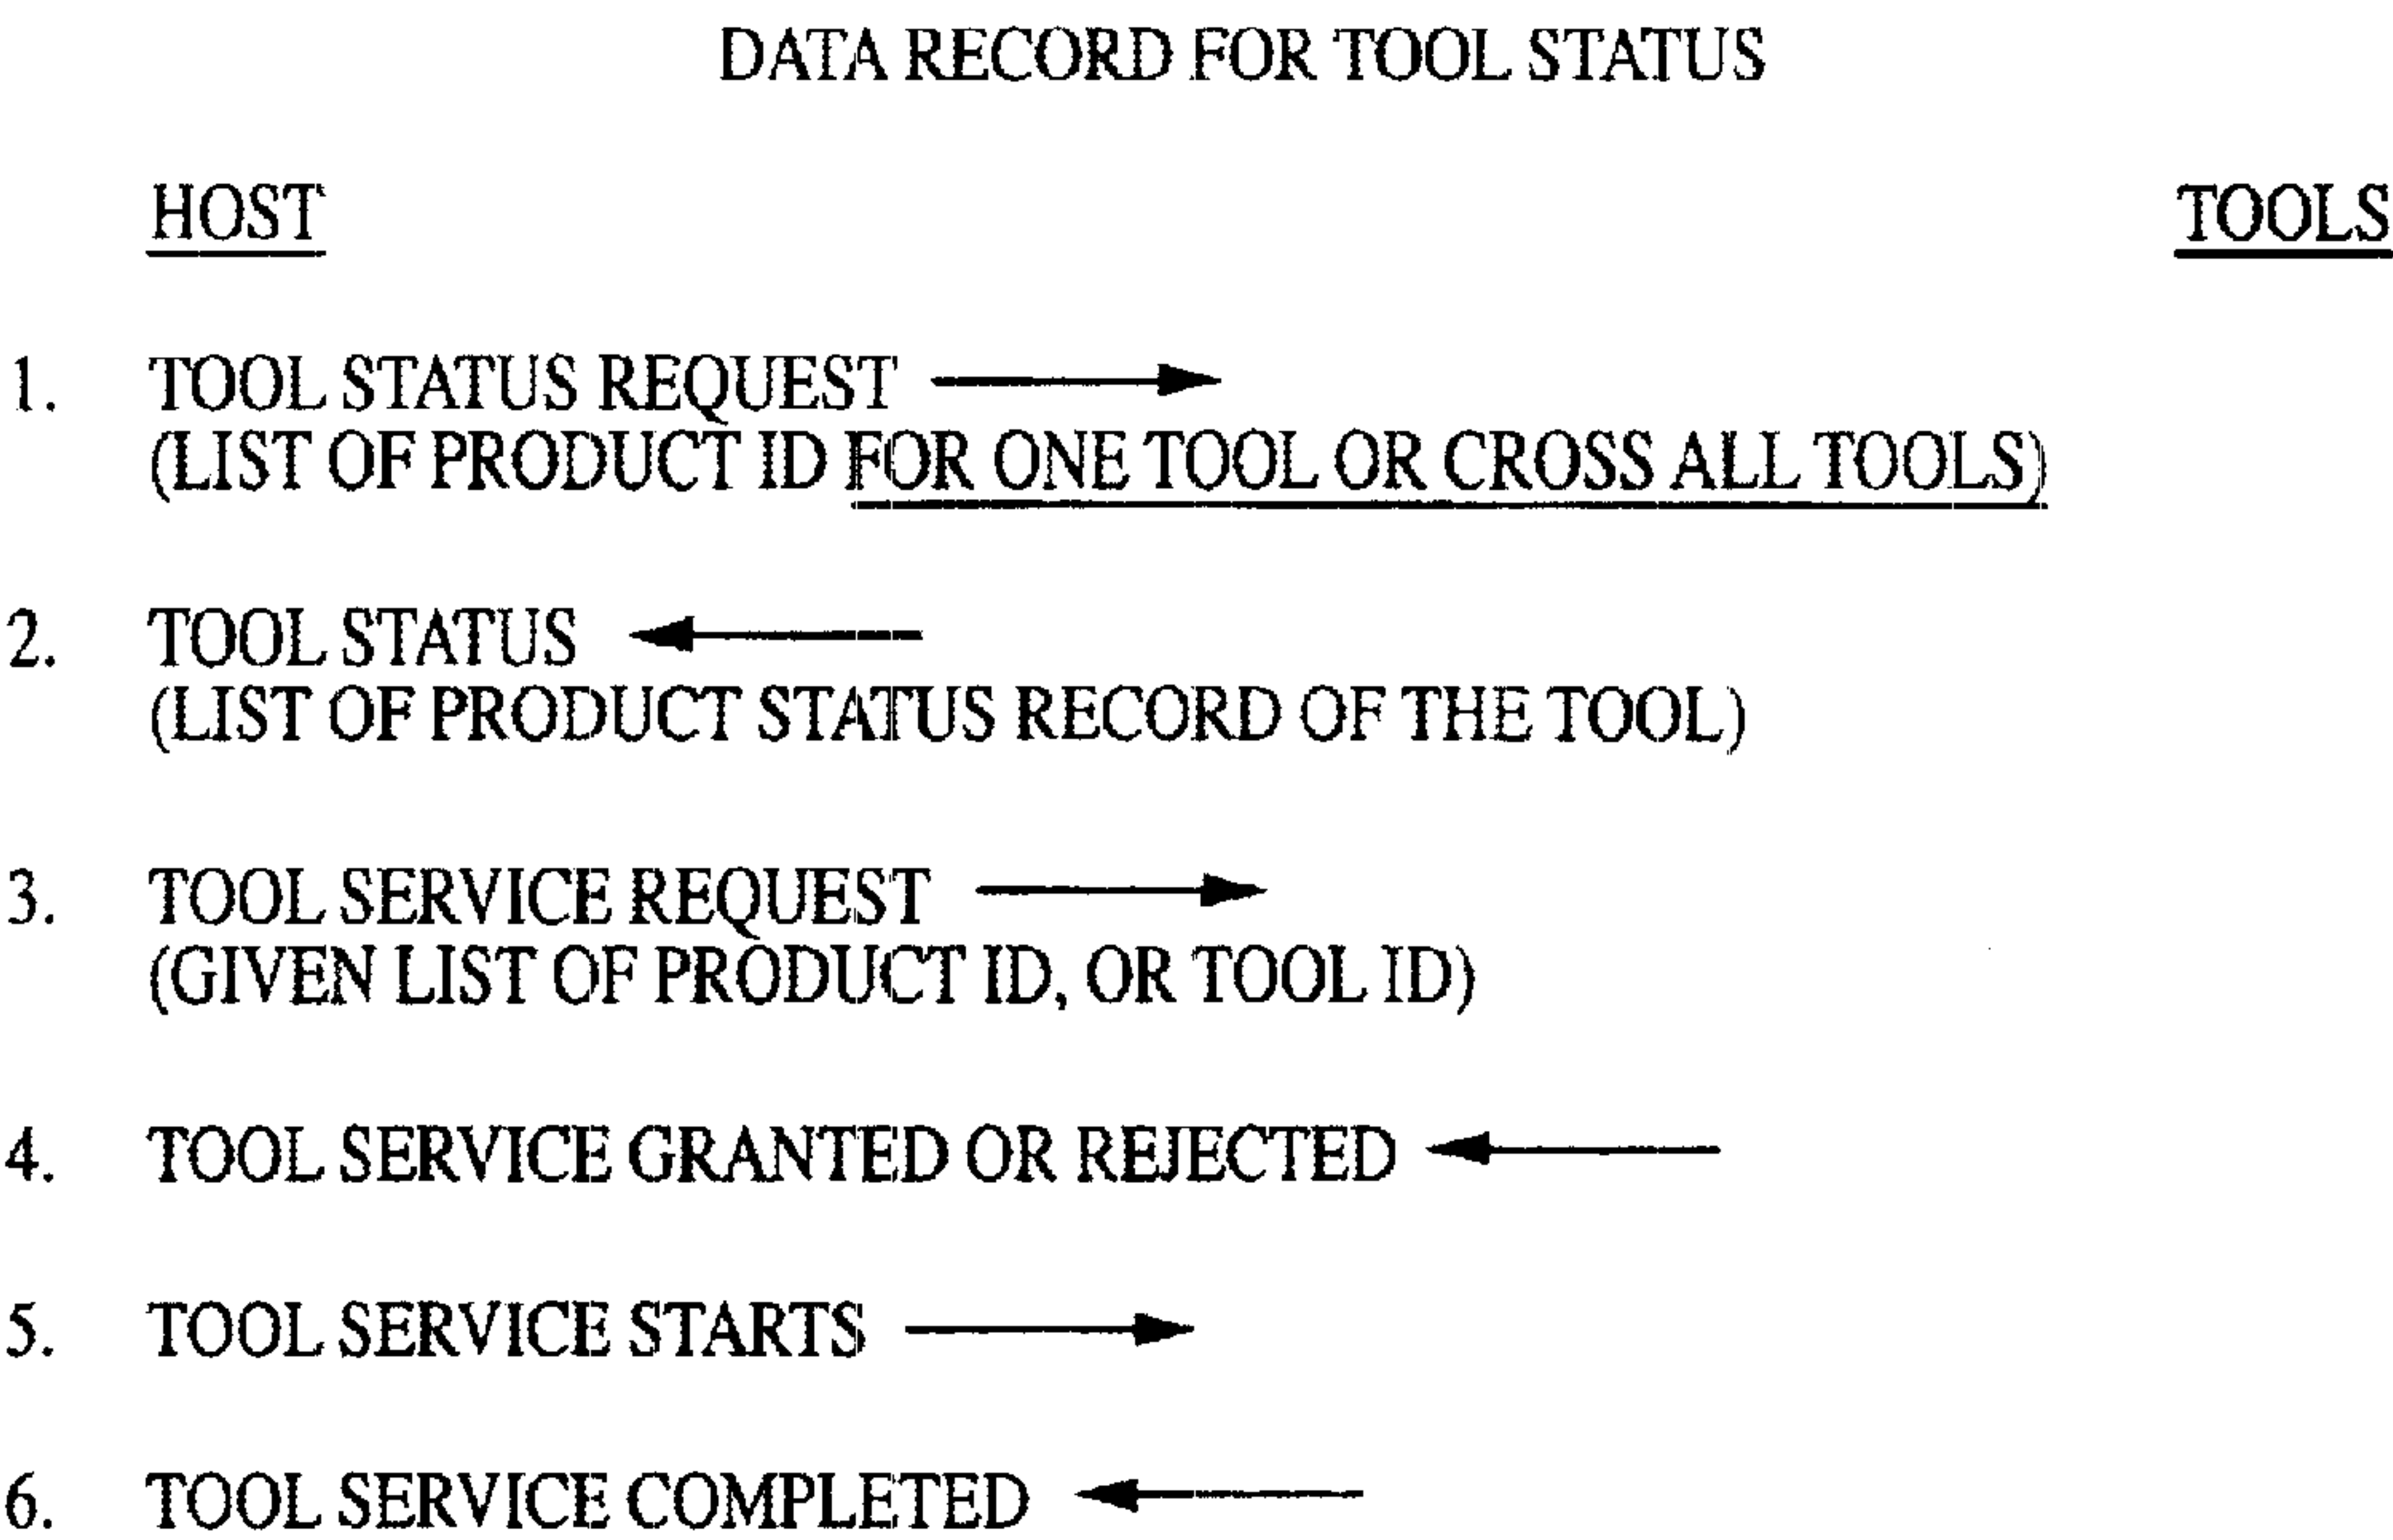 DATA RECORD FOR TOOL STATUS
HOST TOOLS
1. TOOL STATUS REQUEST
(LIST OF PRODUCT ID FOR ONE TOOL OR CROSS ALL TOOLS)
2. TOOL STATUS
(LIST OF PRODUCT STATUS RECORD OF THE TOOL)
3. TOOL SERVICE REQUEST
(GIVEN LIST OF PRODUCT ID, OR TOOL ID)
4. TOOL SERVICE GRANTED OR REJECTED
5. TOOL SERVICE STARTS
6. TOOL SERVICE COMPLETED